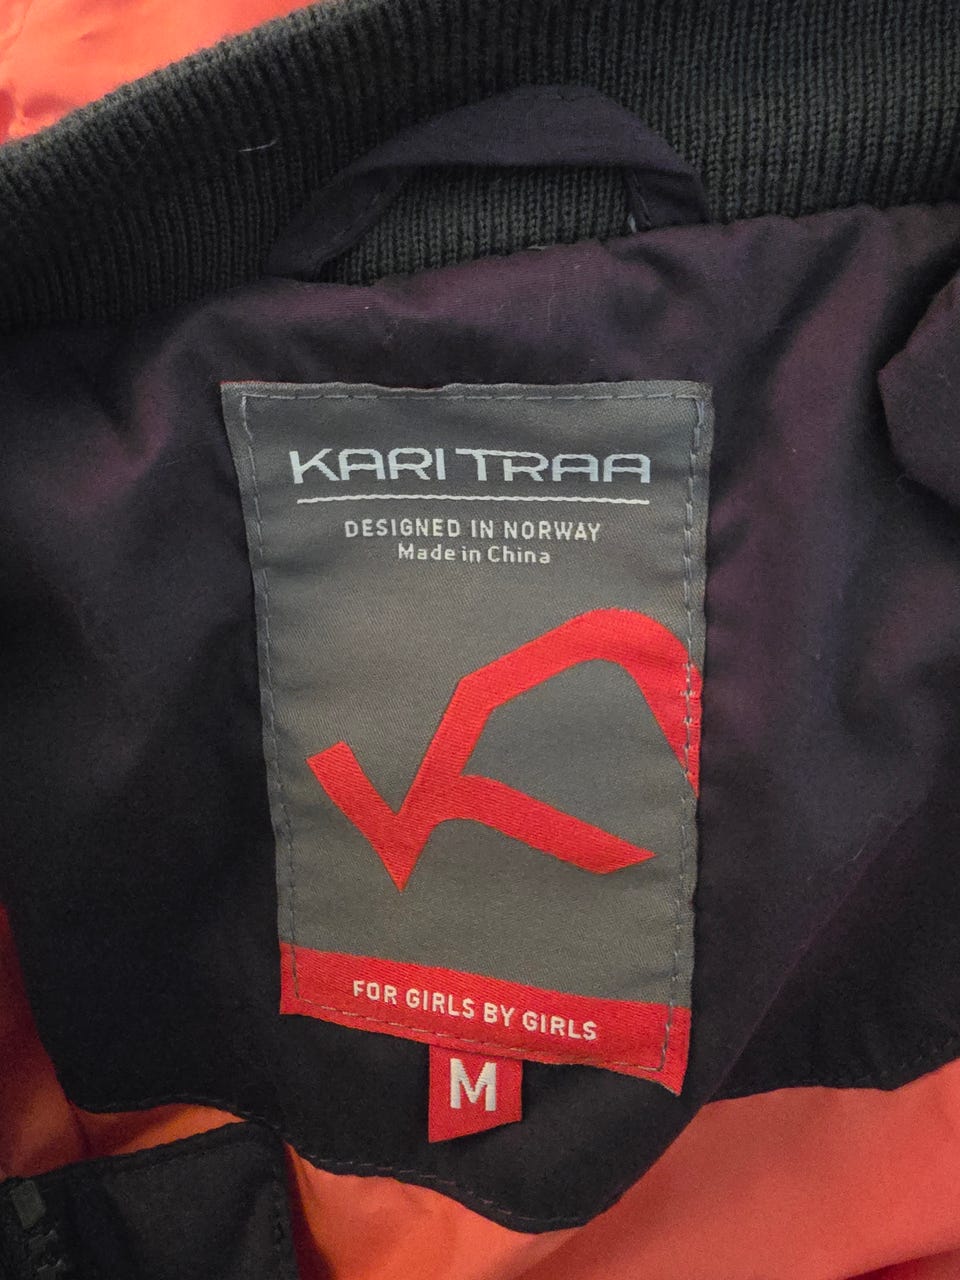 KARI TRAA
DESIGNED IN NORWAY
Made in China
FOR GIRLS BY GIRLS
M